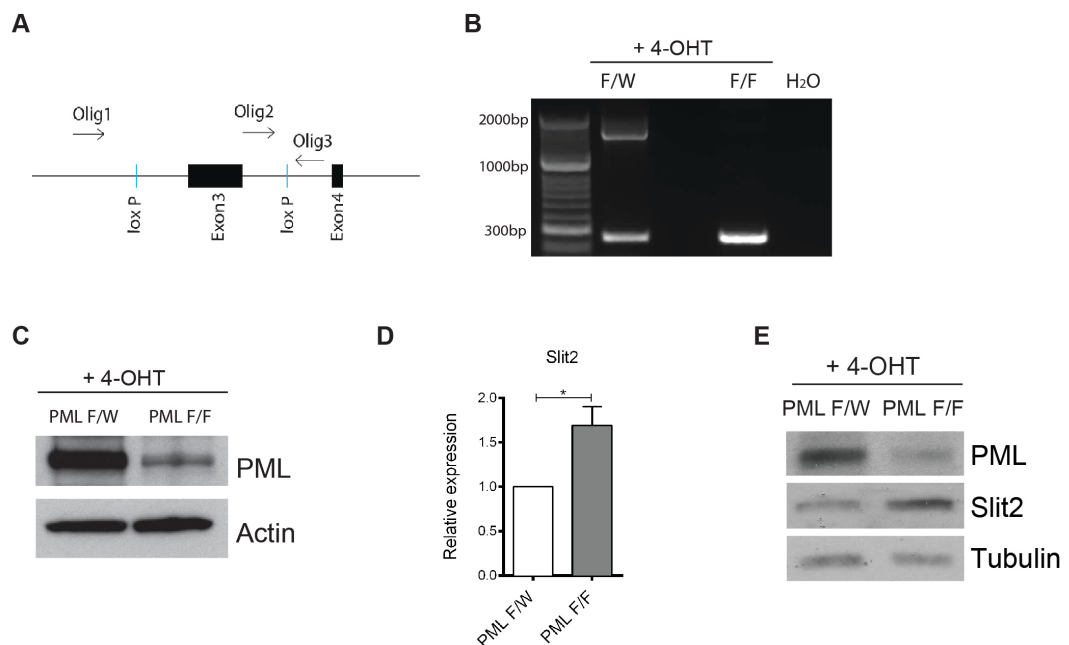 A
Olig1
Olig2
Olig3
lox P
Exon3
lox P
Exon4
B
+ 4-OHT
F/W F/F H2O
2000bp
1000bp
300bp
C
+ 4-OHT
PML F/W PML F/F
PML
Actin
D
Slit2
Relative expression
2.0
*
1.5
1.0
0.5
0.0
PML F/W
PML F/F
E
+ 4-OHT
PML F/W PML F/F
PML
Slit2
Tubulin